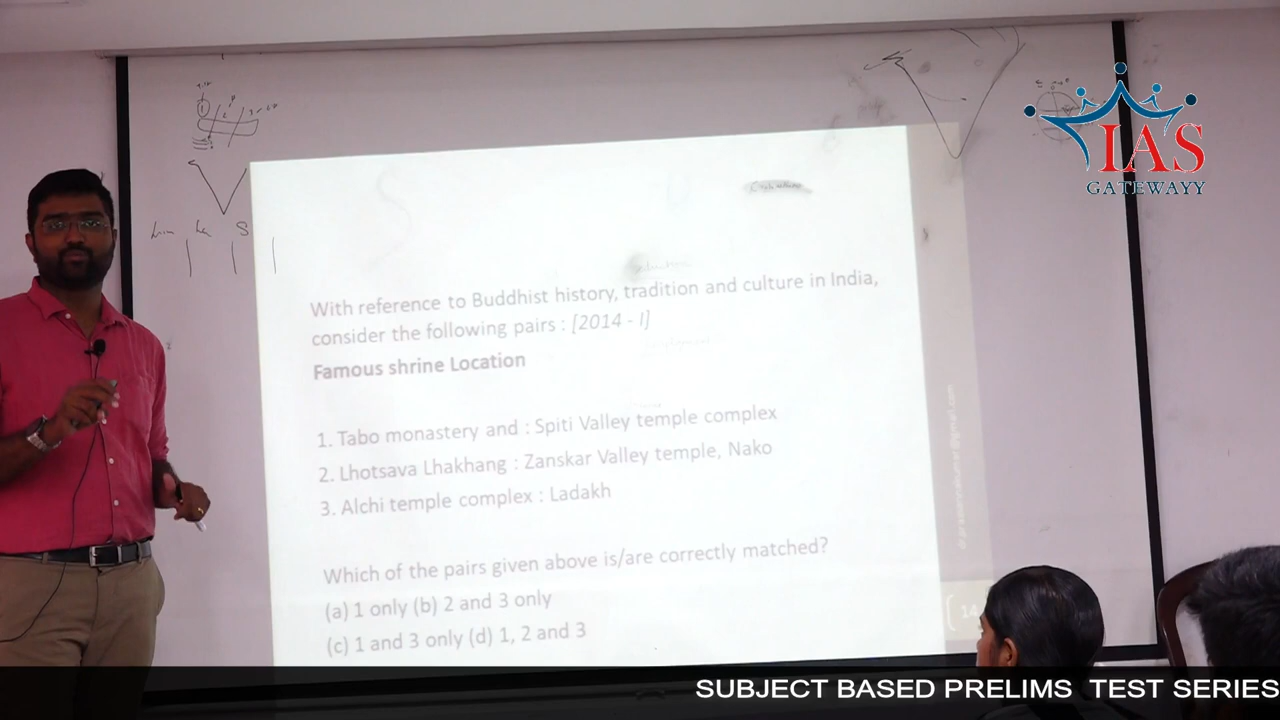 IAS
GATEWAYY
With reference to Buddhist history, tradition and culture in India,
consider the following pairs : [2014 - I]
Famous shrine Location
1. Tabo monastery and : Spiti Valley temple complex
2. Lhotsava Lhakhang : Zanskar Valley temple, Nako
3. Alchi temple complex : Ladakh
Which of the pairs given above is/are correctly matched?
(a) 1 only (b) 2 and 3 only
(c) 1 and 3 only (d) 1, 2 and 3
14
SUBJECT BASED PRELIMS TEST SERIES